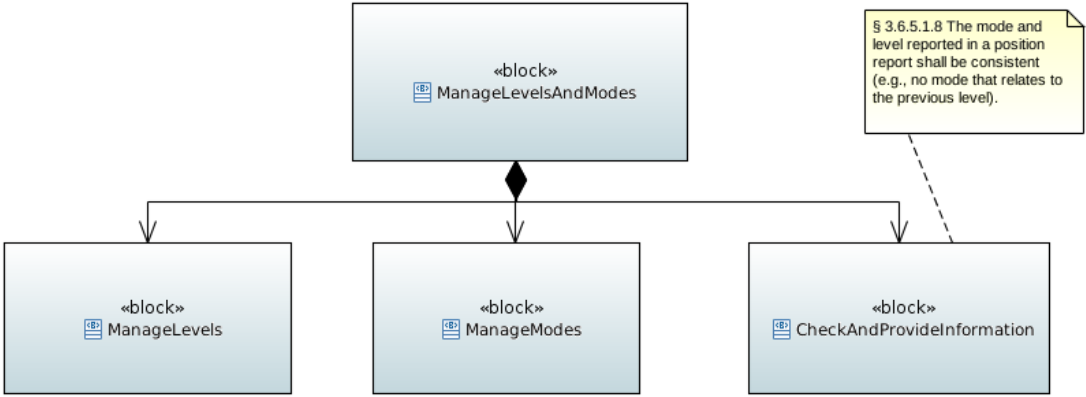 «block»
ManageLevelsAndModes
§ 3.6.5.1.8 The mode and
level reported in a position
report shall be consistent
(e.g., no mode that relates to
the previous level).
«block»
ManageLevels
«block»
ManageModes
«block»
CheckAndProvideInformation